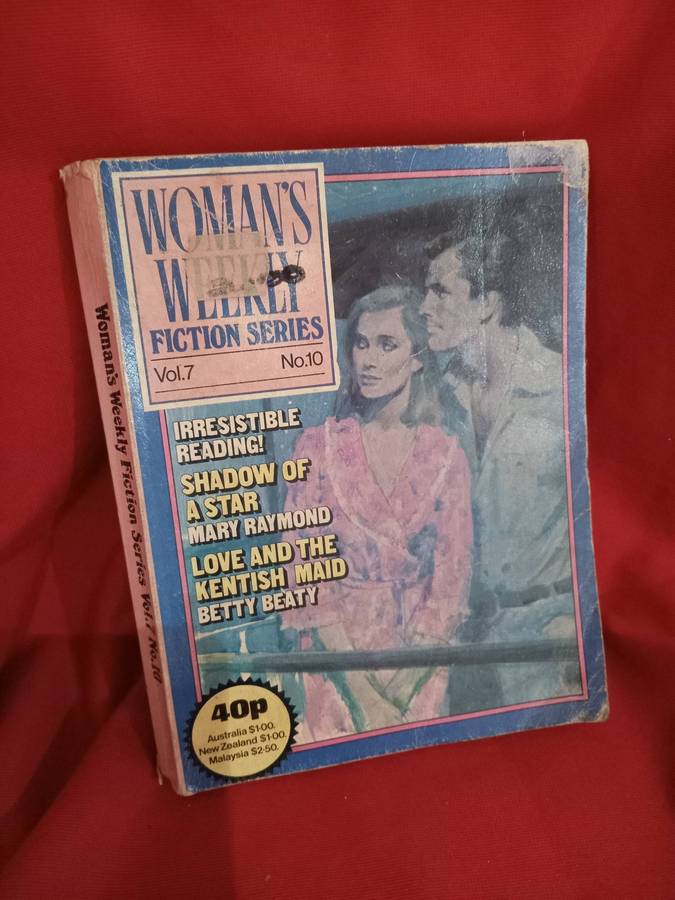 WOMAN'S
WEEKLY
FICTION SERIES
Vol.7 No.10
IRRESISTIBLE
READING!
SHADOW OF
A STAR
MARY RAYMOND
LOVE AND THE
KENTISH MAID
BETTY BEATY
40p
Australia $1·00.
New Zealand $1·00.
Malaysia $2·50.
Woman's Weekly Fiction Series Vol.7 No.10